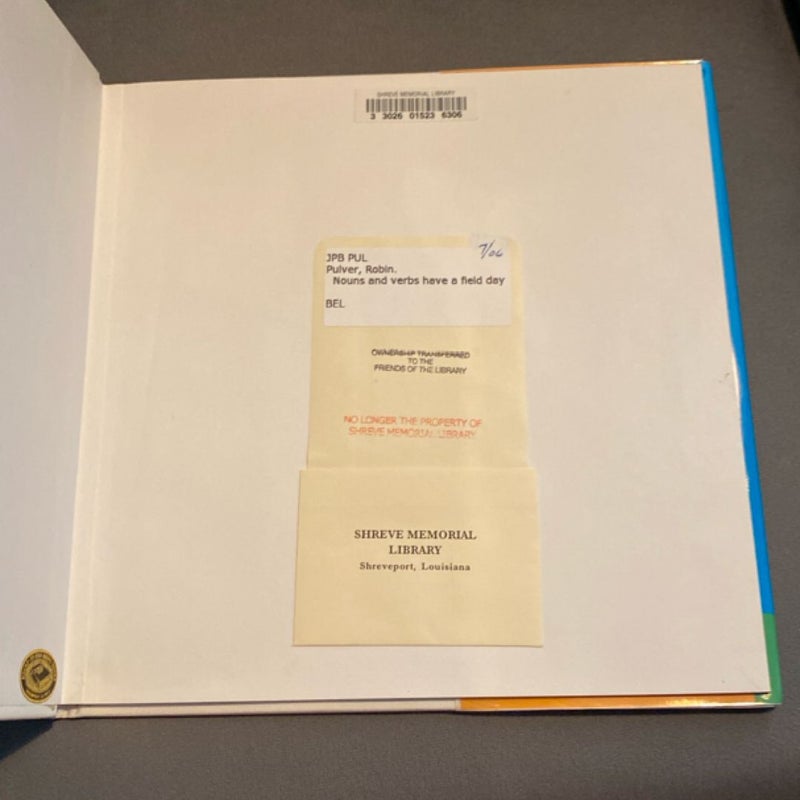 SHREVE MEMORIAL LIBRARY
3 3026 01523 6306
7/06
JPB PUL
Pulver, Robin.
Nouns and verbs have a field day
BEL
OWNERSHIP TRANSFERRED
TO THE
FRIENDS OF THE LIBRARY
NO LONGER THE PROPERTY OF
SHREVE MEMORIAL LIBRARY
SHREVE MEMORIAL
LIBRARY
Shreveport, Louisiana